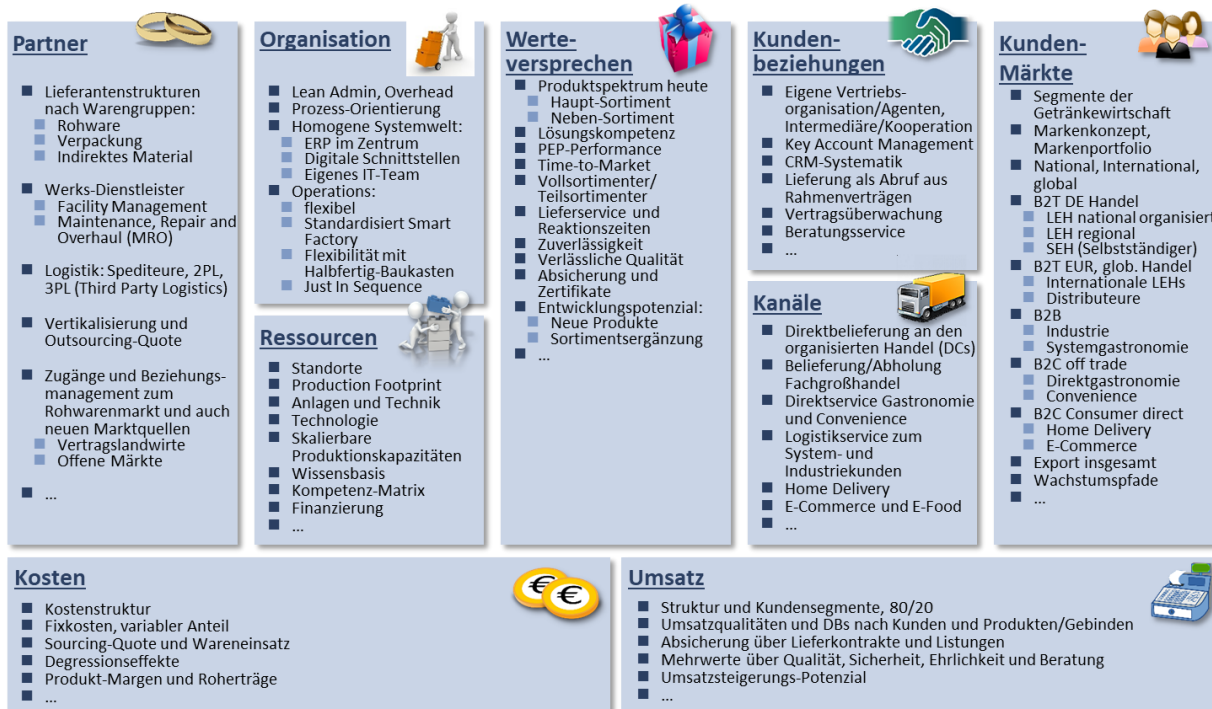 Partner
Lieferantenstrukturen
nach Warengruppen:
Rohware
Verpackung
Indirektes Material
Werks-Dienstleister
Facility Management
Maintenance, Repair and
Overhaul (MRO)
Logistik: Spediteure, 2PL,
3PL (Third Party Logistics)
Vertikalisierung und
Outsourcing-Quote
Zugänge und Beziehungs-
management zum
Rohwarenmarkt und auch
neuen Marktquellen
Vertragslandwirte
Offene Märkte
...
Organisation
Lean Admin, Overhead
Prozess-Orientierung
Homogene Systemwelt:
ERP im Zentrum
Digitale Schnittstellen
Eigenes IT-Team
Operations:
flexibel
Standardisiert Smart
Factory
Flexibilität mit
Halbfertig-Baukasten
Just In Sequence
Ressourcen
Standorte
Production Footprint
Anlagen und Technik
Technologie
Skalierbare
Produktionskapazitäten
Wissensbasis
Kompetenz-Matrix
Finanzierung
...
Werte-
versprechen
Produktspektrum heute
Haupt-Sortiment
Neben-Sortiment
Lösungskompetenz
PEP-Performance
Time-to-Market
Vollsortimenter/
Teilsortimenter
Lieferservice und
Reaktionszeiten
Zuverlässigkeit
Verlässliche Qualität
Absicherung und
Zertifikate
Entwicklungspotenzial:
Neue Produkte
Sortimentsergänzung
...
Kunden-
beziehungen
Eigene Vertriebs-
organisation/Agenten,
Intermediäre/Kooperation
Key Account Management
CRM-Systematik
Lieferung als Abruf aus
Rahmenverträgen
Vertragsüberwachung
Beratungsservice
...
Kanäle
Direktbelieferung an den
organisierten Handel (DCs)
Belieferung/Abholung
Fachgroßhandel
Direktservice Gastronomie
und Convenience
Logistikservice zum
System- und
Industriekunden
Home Delivery
E-Commerce und E-Food
...
Kunden-
Märkte
Segmente der
Getränkewirtschaft
Markenkonzept,
Markenportfolio
National, International,
global
B2T DE Handel
LEH national organisiert
LEH regional
SEH (Selbstständiger)
B2T EUR, glob. Handel
Internationale LEHs
Distributeure
B2B
Industrie
Systemgastronomie
B2C off trade
Direktgastronomie
Convenience
B2C Consumer direct
Home Delivery
E-Commerce
Export insgesamt
Wachstumspfade
...
Kosten
Kostenstruktur
Fixkosten, variabler Anteil
Sourcing-Quote und Wareneinsatz
Degressionseffekte
Produkt-Margen und Roherträge
...
€ €
Umsatz
Struktur und Kundensegmente, 80/20
Umsatzqualitäten und DBs nach Kunden und Produkten/Gebinden
Absicherung über Lieferkontrakte und Listungen
Mehrwerte über Qualität, Sicherheit, Ehrlichkeit und Beratung
Umsatzsteigerungs-Potenzial
...